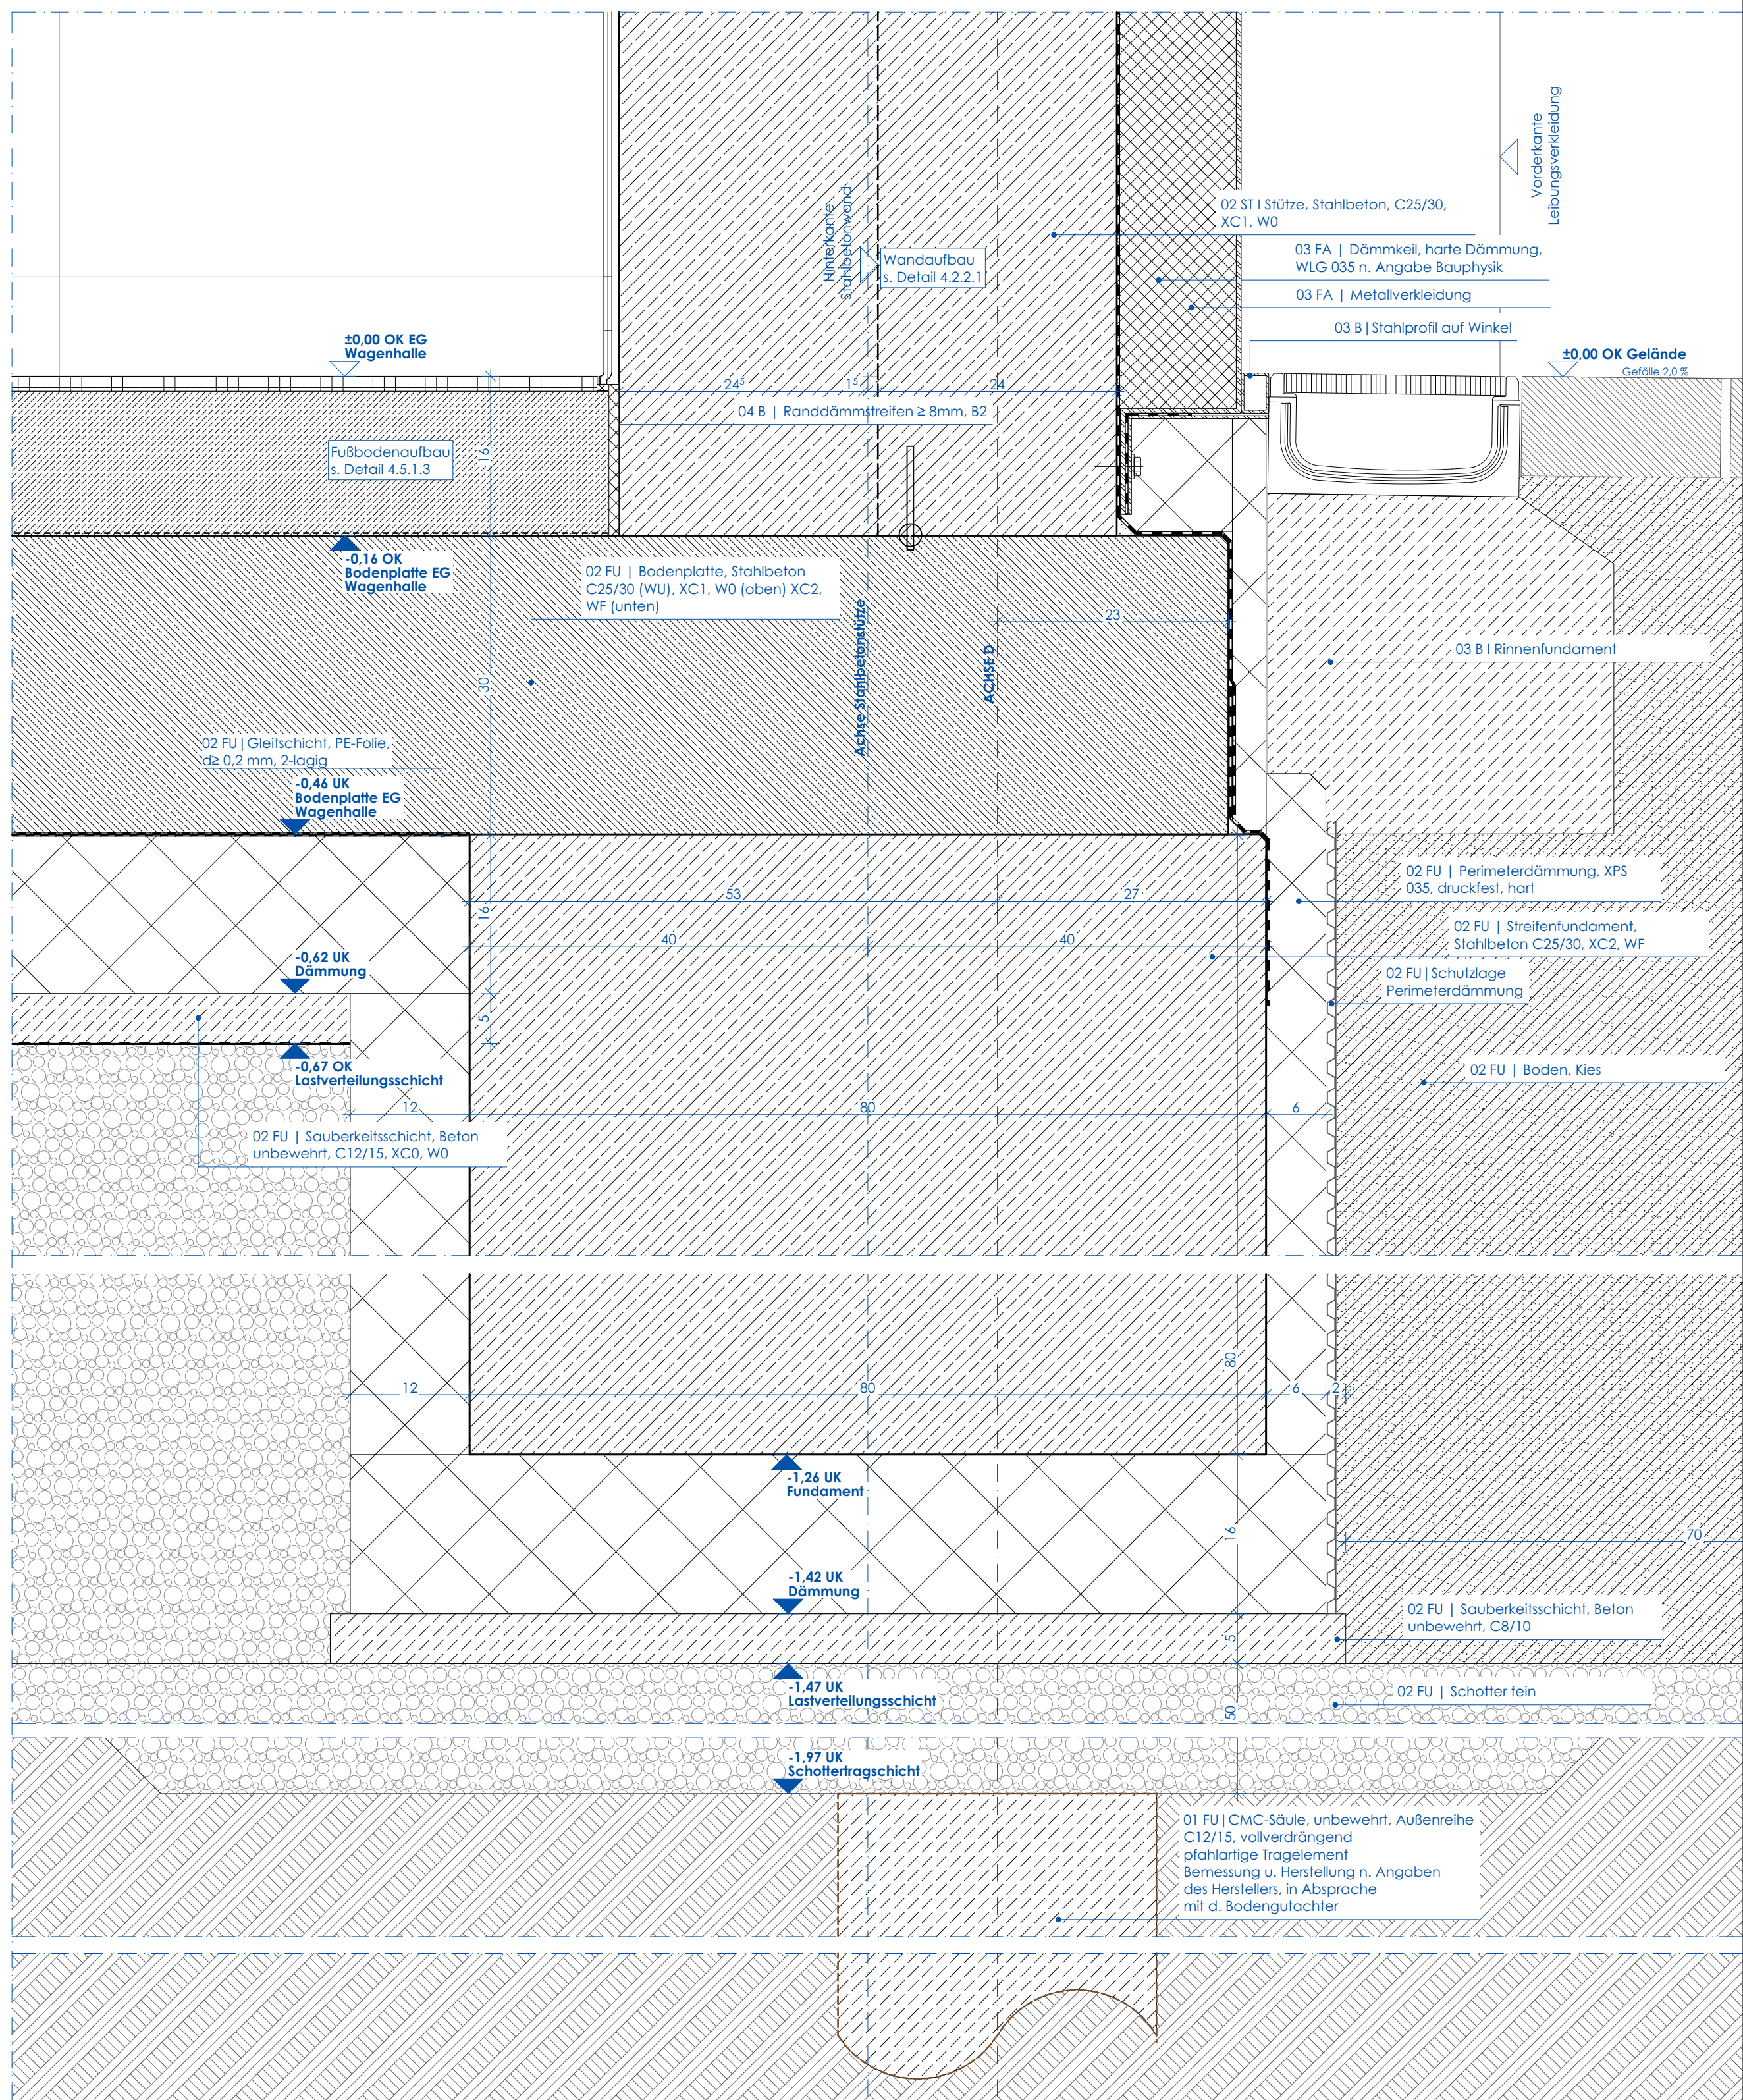 Vorderkante
Leibungsverkleidung
Hinterkante
Stahlbetonwand
Wandaufbau
s. Detail 4.2.2.1
02 ST I Stütze, Stahlbeton, C25/30,
XC1, W0
03 FA | Dämmkeil, harte Dämmung,
WLG 035 n. Angabe Bauphysik
03 FA | Metallverkleidung
03 B|Stahlprofil auf Winkel
±0,00 OK EG
Wagenhalle
±0,00 OK Gelände
Gefälle 2,0 %
24⁵
1⁵
24
04 B | Randdämmstreifen ≥ 8mm, B2
Fußbodenaufbau
s. Detail 4.5.1.3
16
-0,16 OK
Bodenplatte EG
Wagenhalle
02 FU | Bodenplatte, Stahlbeton
C25/30 (WU), XC1, W0 (oben) XC2,
WF (unten)
Achse Stahlbetonstütze
ACHSE D
23
03 B I Rinnenfundament
30
02 FU|Gleitschicht, PE-Folie,
d≥ 0,2 mm, 2-lagig
-0,46 UK
Bodenplatte EG
Wagenhalle
02 FU | Perimeterdämmung, XPS
035, druckfest, hart
53
27
16
02 FU | Streifenfundament,
Stahlbeton C25/30, XC2, WF
40
40
-0,62 UK
Dämmung
02 FU|Schutzlage
Perimeterdämmung
5
-0,67 OK
Lastverteilungsschicht
02 FU | Boden, Kies
12
80
6
02 FU | Sauberkeitsschicht, Beton
unbewehrt, C12/15, XC0, W0
80
12
80
6
2
-1,26 UK
Fundament
16
70
-1,42 UK
Dämmung
02 FU | Sauberkeitsschicht, Beton
unbewehrt, C8/10
5
-1,47 UK
Lastverteilungsschicht
02 FU | Schotter fein
50
-1,97 UK
Schottertragschicht
01 FU|CMC-Säule, unbewehrt, Außenreihe
C12/15, vollverdrängend
pfahlartige Tragelement
Bemessung u. Herstellung n. Angaben
des Herstellers, in Absprache
mit d. Bodengutachter